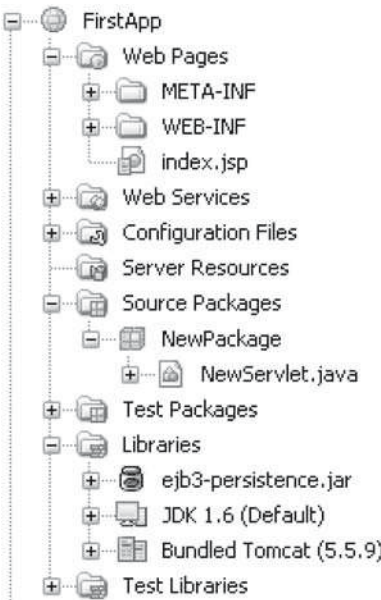 FirstApp
Web Pages
META-INF
WEB-INF
index.jsp
Web Services
Configuration Files
Server Resources
Source Packages
NewPackage
NewServlet.java
Test Packages
Libraries
ejb3-persistence.jar
JDK 1.6 (Default)
Bundled Tomcat (5.5.9)
Test Libraries